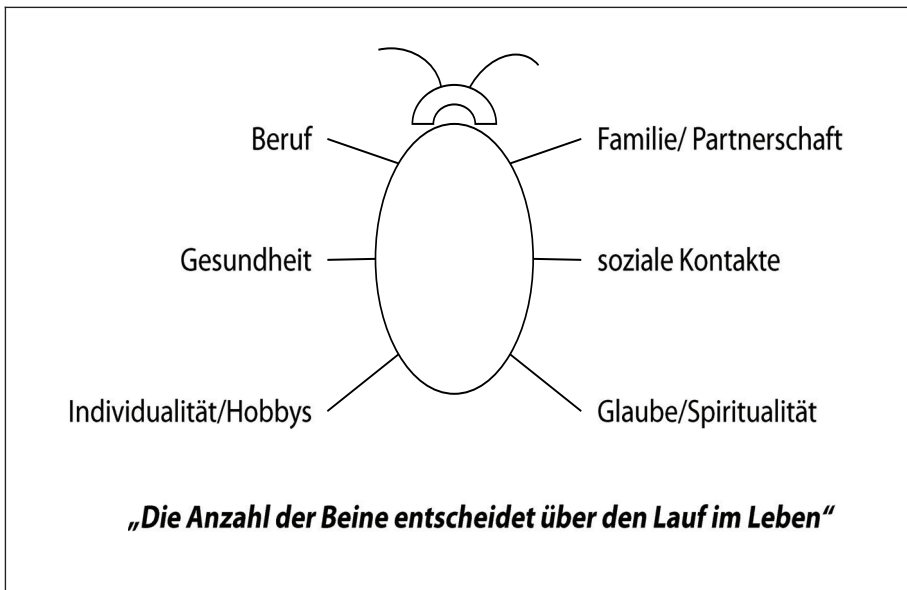 Beruf
Familie/ Partnerschaft
Gesundheit
soziale Kontakte
Individualität/Hobbys
Glaube/Spiritualität
„Die Anzahl der Beine entscheidet über den Lauf im Leben“